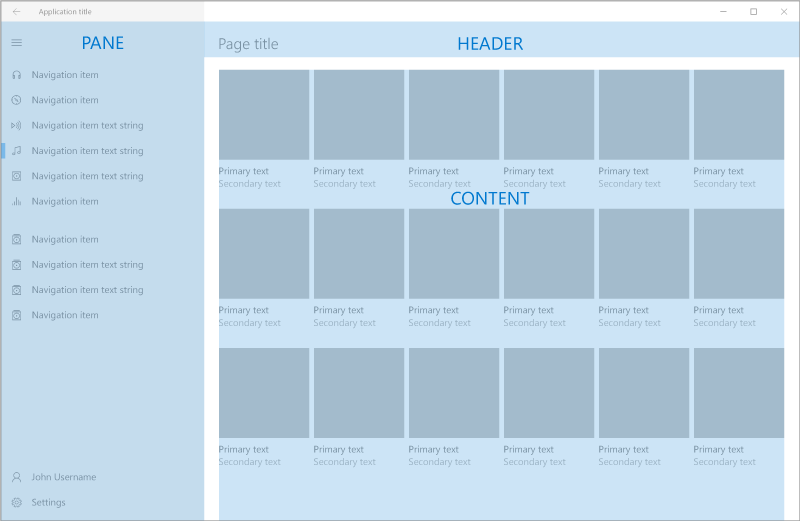 Application title
PANE
Navigation item
Navigation item
Navigation item text string
Navigation item text string
Navigation item text string
Navigation item
Navigation item
Navigation item text string
Navigation item text string
Navigation item
John Username
Settings
Page title
HEADER
Primary text Primary text Primary text Primary text Primary text Primary text
Secondary text Secondary text Secondary text Secondary text Secondary text Secondary text
CONTENT
Primary text Primary text Primary text Primary text Primary text Primary text
Secondary text Secondary text Secondary text Secondary text Secondary text Secondary text
Primary text Primary text Primary text Primary text Primary text Primary text
Secondary text Secondary text Secondary text Secondary text Secondary text Secondary text